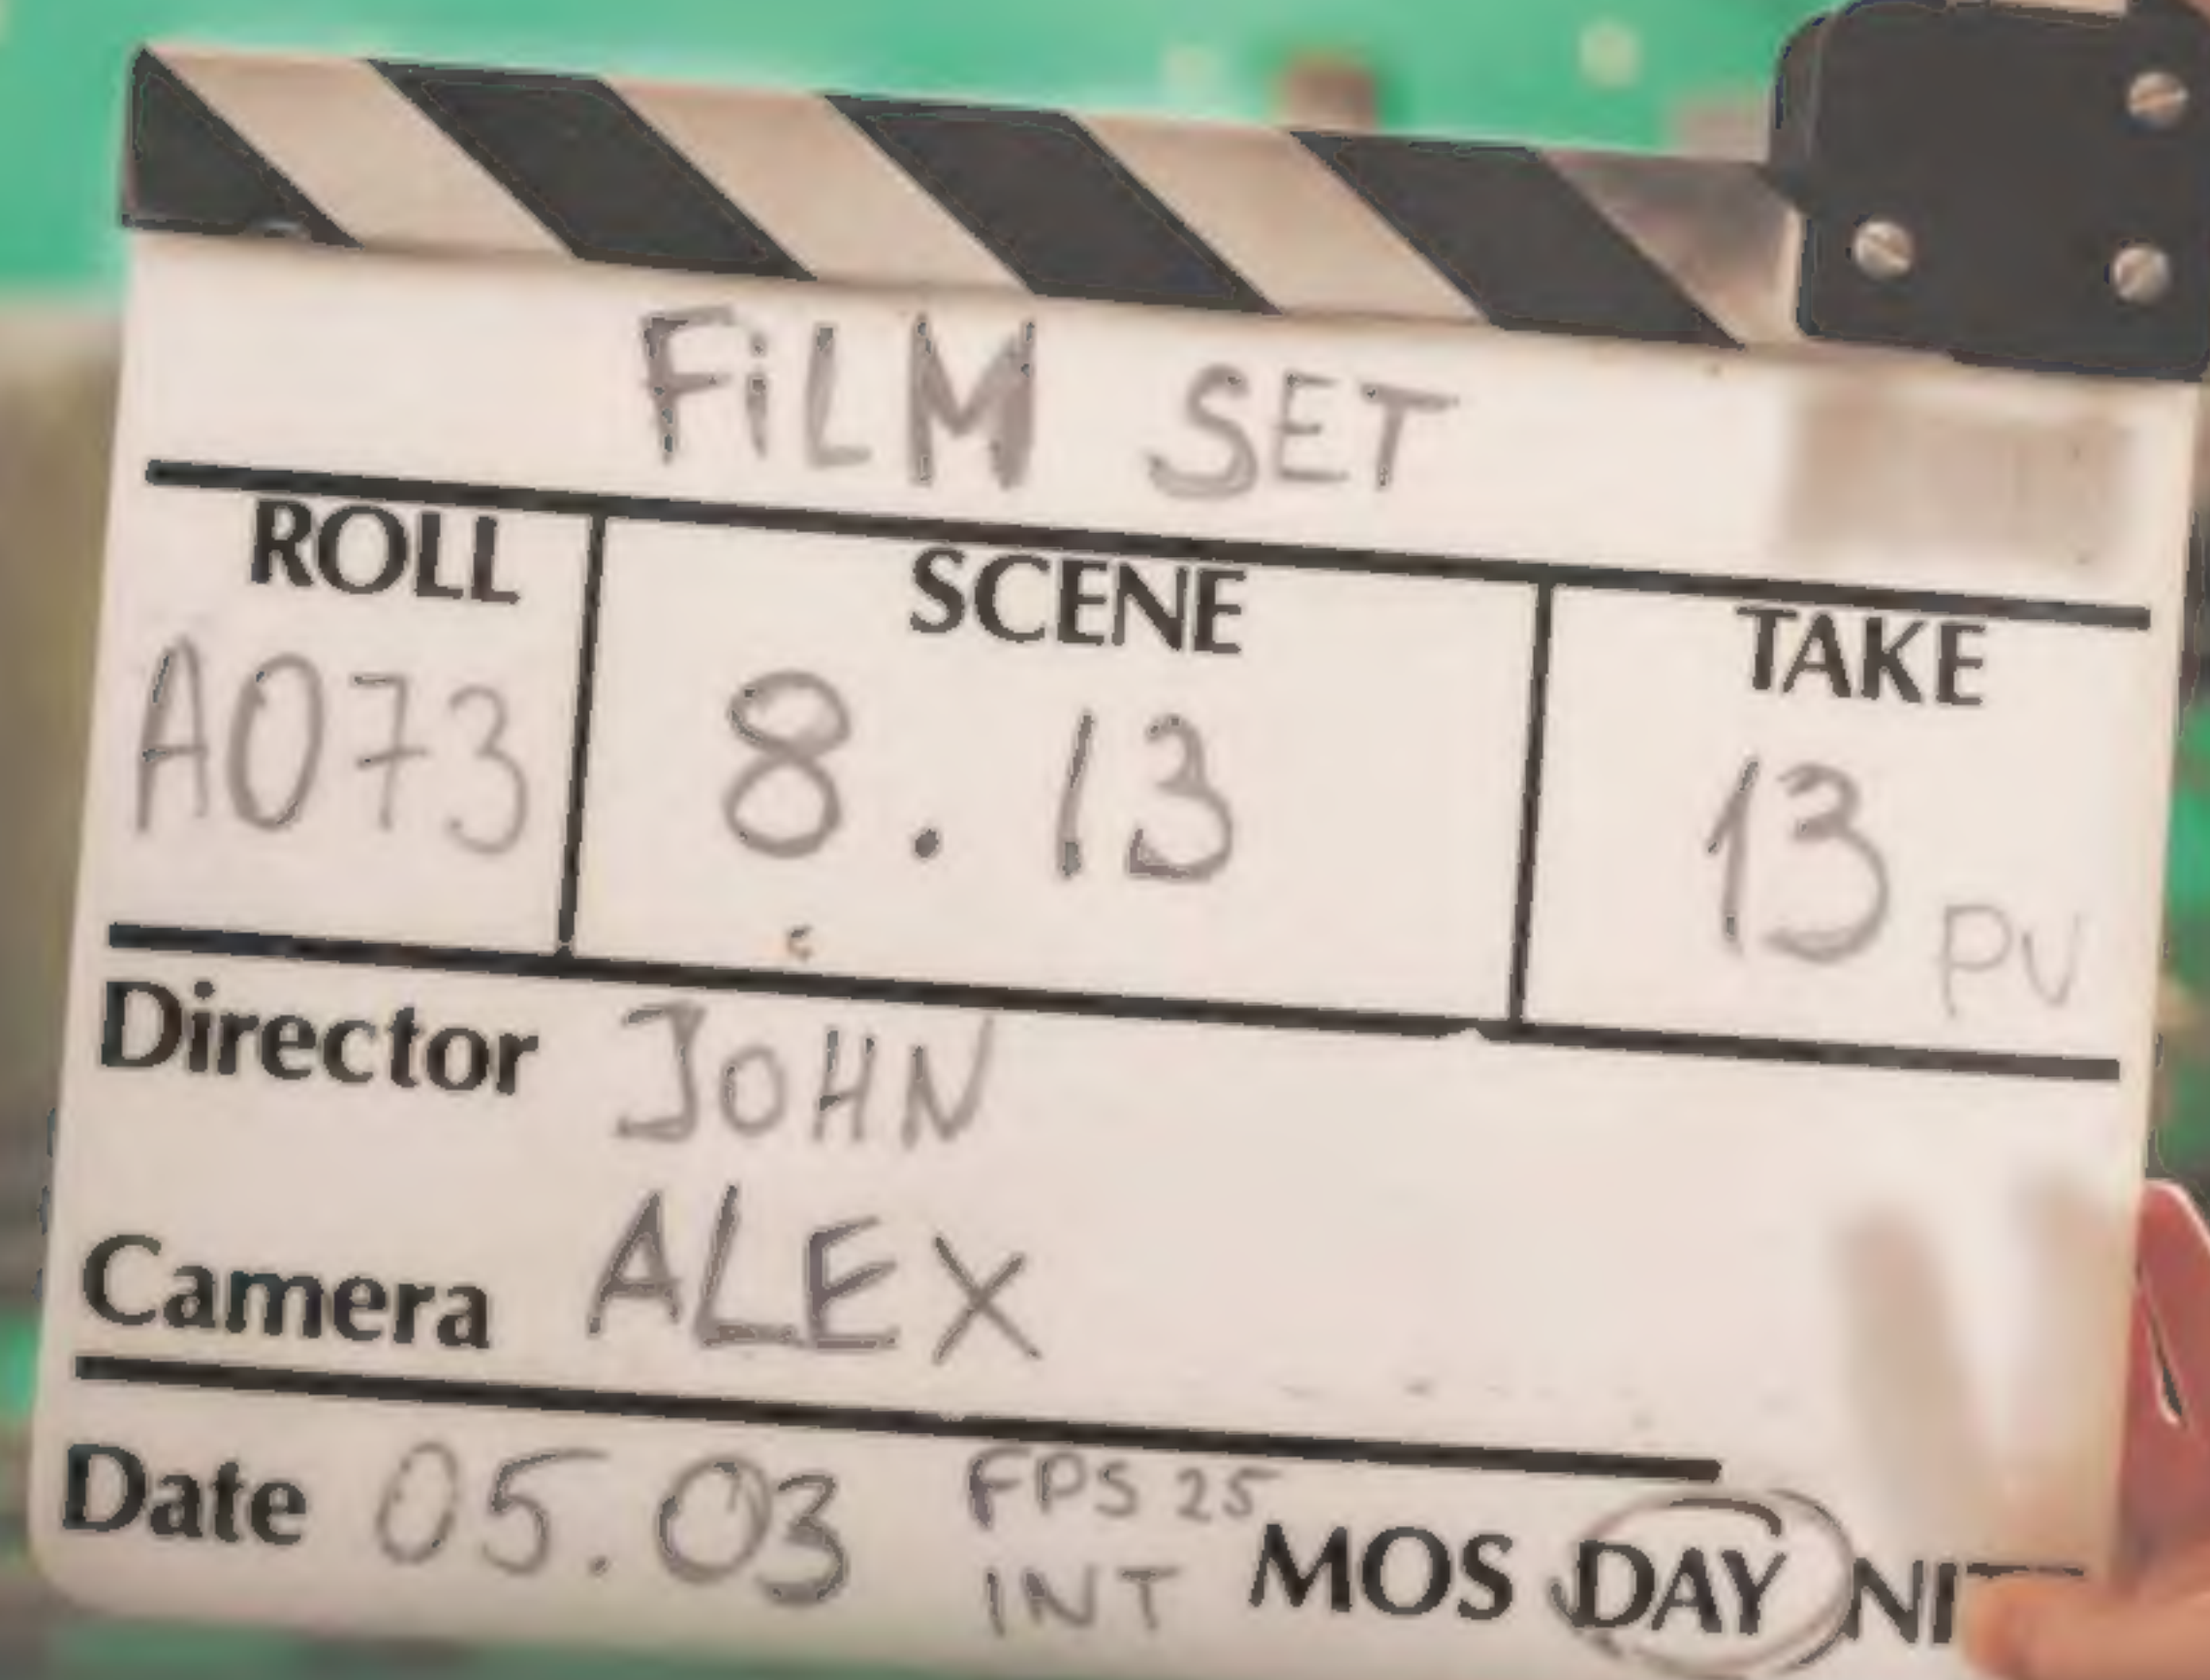 FiLM SET
ROLL SCENE TAKE
A073 8.13 13 PV
Director JOHN
Camera ALEX
Date 05.03 FPS 25
INT MOS DAY